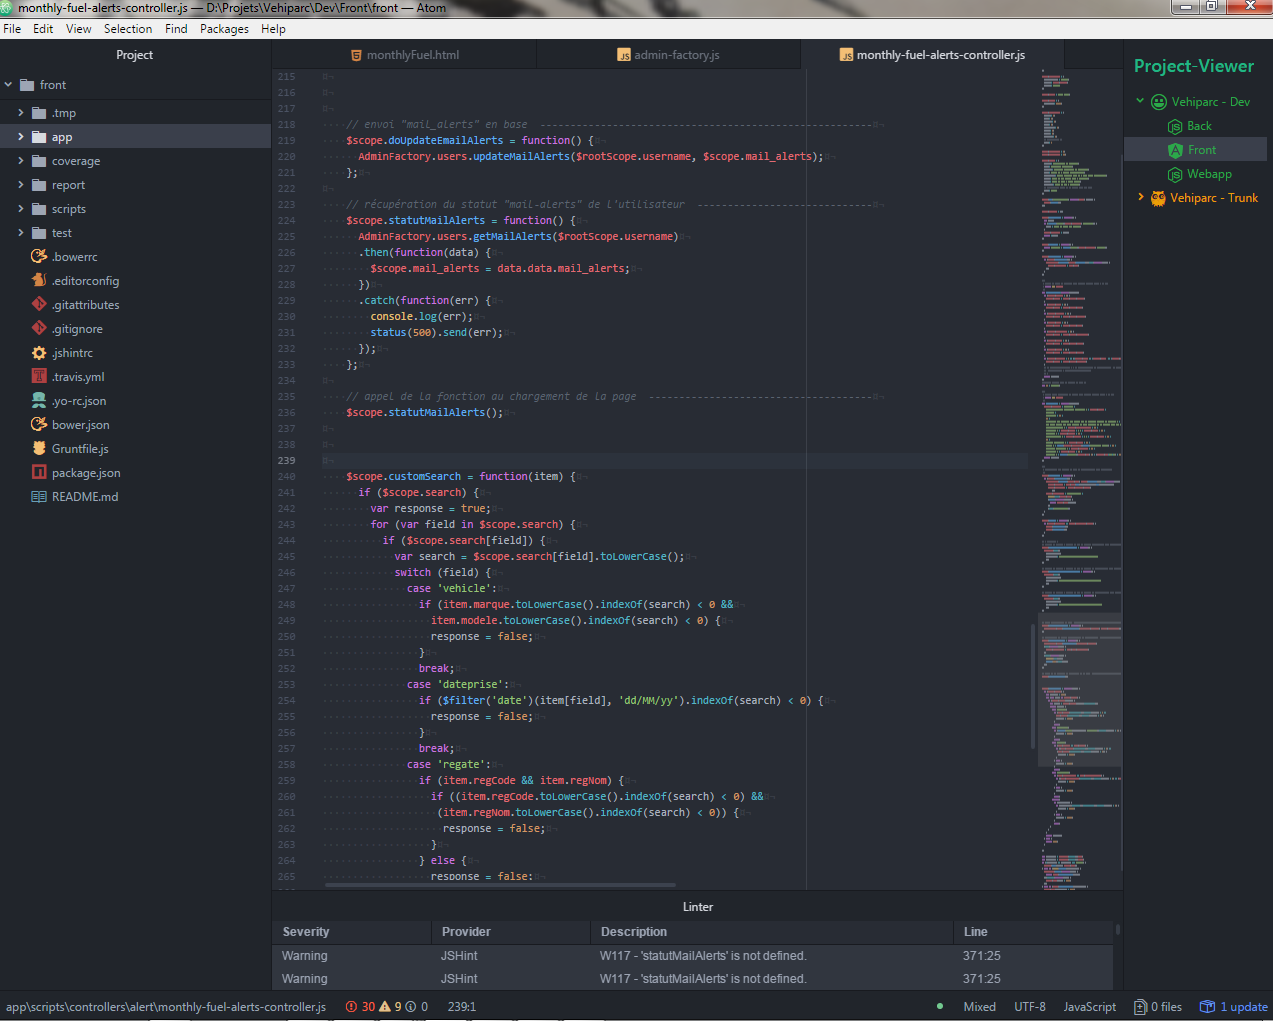 monthly-fuel-alerts-controller.js — D:\Projets\Vehiparc\Dev\Front\front — Atom
File Edit View Selection Find Packages Help
Project
front
.tmp
app
coverage
report
scripts
test
.bowerrc
.editorconfig
.gitattributes
.gitignore
.jshintrc
.travis.yml
.yo-rc.json
bower.json
Gruntfile.js
package.json
README.md
monthlyFuel.html admin-factory.js monthly-fuel-alerts-controller.js
215
216
217
218 // envoi "mail_alerts" en base -------------------------------------------------------
219 $scope.doUpdateEmailAlerts = function() {
220 AdminFactory.users.updateMailAlerts($rootScope.username, $scope.mail_alerts);
221 };
222
223 // récupération du statut "mail-alerts" de l'utilisateur -----------------------------
224 $scope.statutMailAlerts = function() {
225 AdminFactory.users.getMailAlerts($rootScope.username)
226 .then(function(data) {
227 $scope.mail_alerts = data.data.mail_alerts;
228 })
229 .catch(function(err) {
230 console.log(err);
231 status(500).send(err);
232 });
233 };
234
235 // appel de la fonction au chargement de la page -------------------------------------
236 $scope.statutMailAlerts();
237
238
239
240 $scope.customSearch = function(item) {
241 if ($scope.search) {
242 var response = true;
243 for (var field in $scope.search) {
244 if ($scope.search[field]) {
245 var search = $scope.search[field].toLowerCase();
246 switch (field) {
247 case 'vehicle':
248 if (item.marque.toLowerCase().indexOf(search) < 0 &&
249 item.modele.toLowerCase().indexOf(search) < 0) {
250 response = false;
251 }
252 break;
253 case 'dateprise':
254 if ($filter('date')(item[field], 'dd/MM/yy').indexOf(search) < 0) {
255 response = false;
256 }
257 break;
258 case 'regate':
259 if (item.regCode && item.regNom) {
260 if ((item.regCode.toLowerCase().indexOf(search) < 0) &&
261 (item.regNom.toLowerCase().indexOf(search) < 0)) {
262 response = false;
263 }
264 } else {
265 response = false;
Project-Viewer
Vehiparc - Dev
Back
Front
Webapp
Vehiparc - Trunk
Linter
Severity Provider Description Line
Warning JSHint W117 - 'statutMailAlerts' is not defined. 371:25
Warning JSHint W117 - 'statutMailAlerts' is not defined. 371:25
app\scripts\controllers\alert\monthly-fuel-alerts-controller.js 30 9 0 239:1 Mixed UTF-8 JavaScript 0 files 1 update